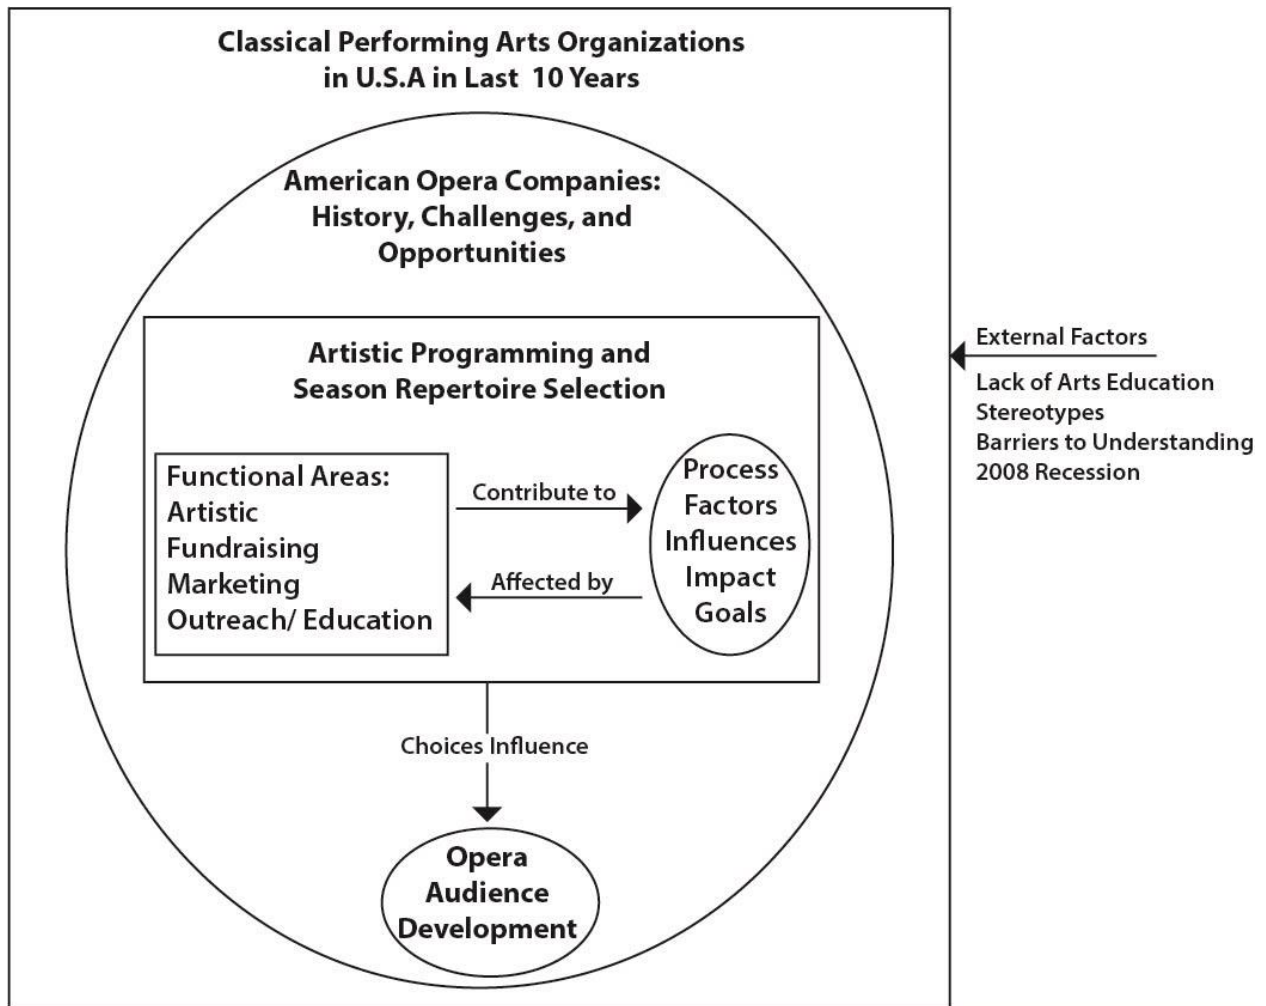 Classical Performing Arts Organizations
in U.S.A in Last  10 Years
American Opera Companies:
History, Challenges, and
Opportunities
Artistic Programming and
Season Repertoire Selection
Functional Areas:
Artistic
Fundraising
Marketing
Outreach/ Education
Contribute to
Affected by
Process
Factors
Influences
Impact
Goals
Choices Influence
Opera
Audience
Development
External Factors
Lack of Arts Education
Stereotypes
Barriers to Understanding
2008 Recession